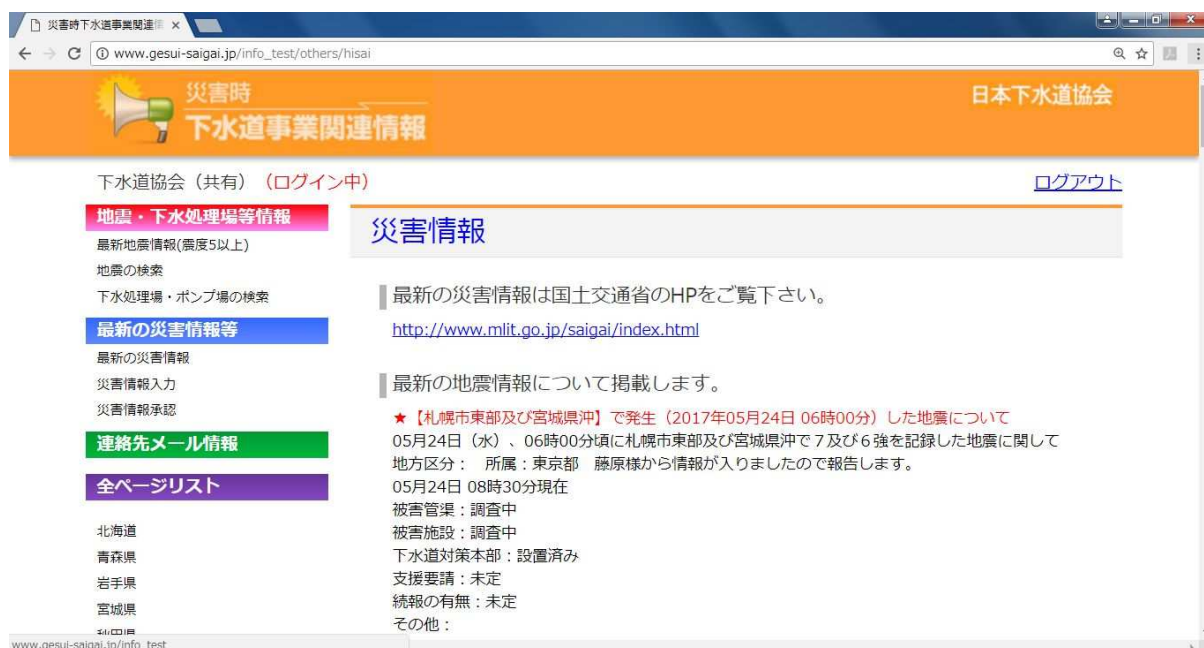 災害時下水道事業関連
www.gesui-saigai.jp/info_test/others/hisai
災害時
下水道事業関連情報
日本下水道協会
下水道協会（共有）（ログイン中）
ログアウト
地震・下水処理場等情報
最新地震情報(震度5以上)
地震の検索
下水処理場・ポンプ場の検索
最新の災害情報等
最新の災害情報
災害情報入力
災害情報承認
連絡先メール情報
全ページリスト
北海道
青森県
岩手県
宮城県
秋田県
災害情報
最新の災害情報は国土交通省のHPをご覧下さい。
http://www.mlit.go.jp/saigai/index.html
最新の地震情報について掲載します。
★【札幌市東部及び宮城県沖】で発生（2017年05月24日 06時00分）した地震について
05月24日（水）、06時00分頃に札幌市東部及び宮城県沖で７及び６強を記録した地震に関して
地方区分： 所属：東京都 藤原様から情報が入りましたので報告します。
05月24日 08時30分現在
被害管渠：調査中
被害施設：調査中
下水道対策本部：設置済み
支援要請：未定
続報の有無：未定
その他：
www.gesui-saigai.jp/info_test